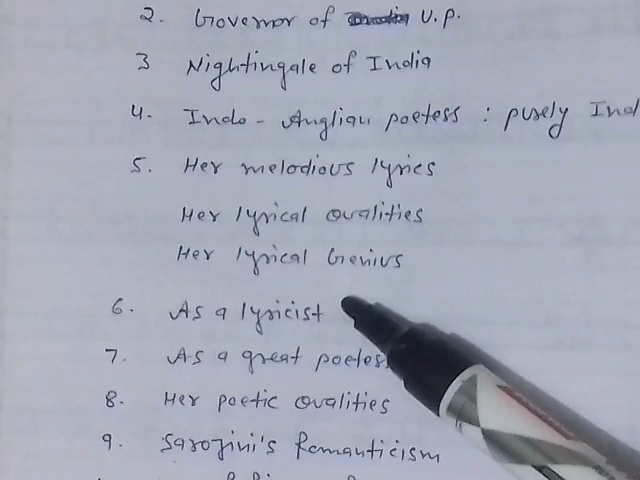 2. Governor of U.P.
3 Nightingale of India
4. Indo-Anglian poetess : purely Ind
5. Her melodious lyrics
Her lyrical Qualities
Her lyrical Genius
6. As a lyricist
7. As a great poetess
8. Her poetic Qualities
9. Sarojini's Romanticism